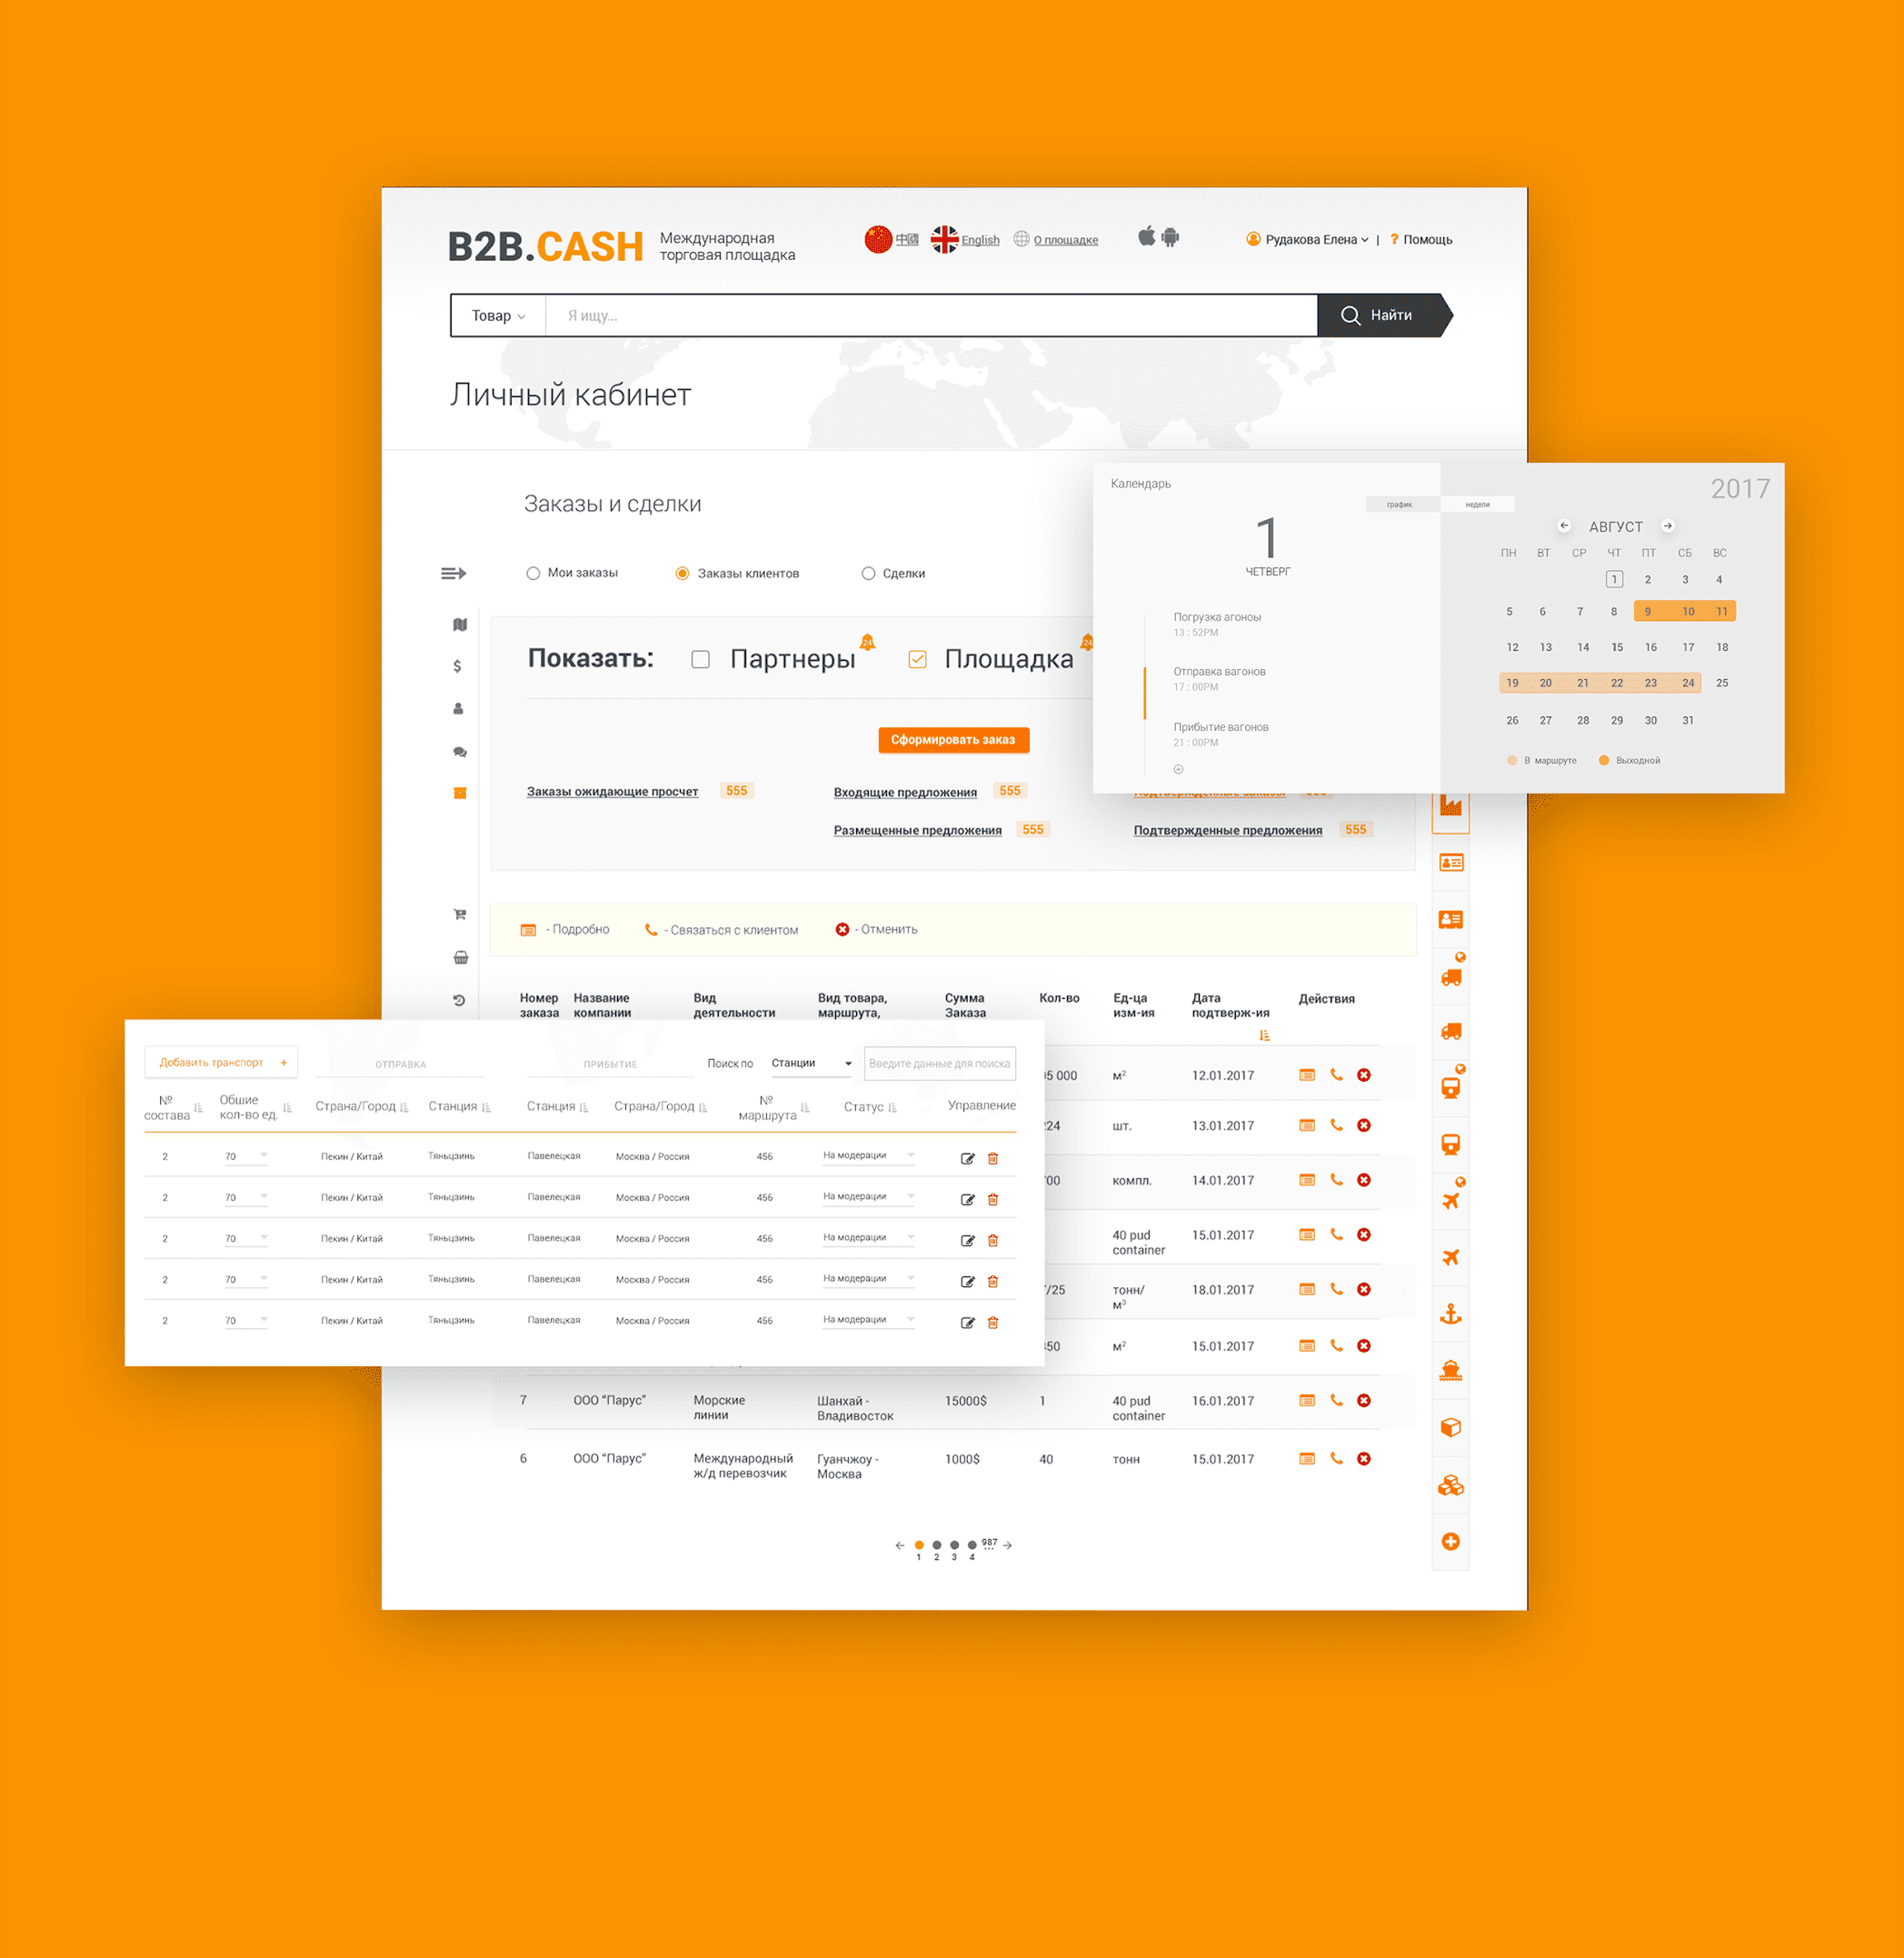 B2B.CASH
Международная
торговая площадка
中國
English
О площадке
Рудакова Елена
|
? Помощь
Товар
Я ищу...
Найти
Личный кабинет
Заказы и сделки
Мои заказы
Заказы клиентов
Сделки
Показать:
Партнеры
24
Площадка
24
Сформировать заказ
Заказы ожидающие просчет 555
Входящие предложения 555
Подтвержденные заказы 555
Размещенные предложения 555
Подтвержденные предложения 555
Календарь
график
недели
2017
1
ЧЕТВЕРГ
Погрузка агоноы
13 : 52PM
Отправка вагонов
17 : 00PM
Прибытие вагонов
21 : 00PM
АВГУСТ
ПН ВТ СР ЧТ ПТ СБ ВС
1 2 3 4
5 6 7 8 9 10 11
12 13 14 15 16 17 18
19 20 21 22 23 24 25
26 27 28 29 30 31
В маршруте
Выходной
- Подробно
- Связаться с клиентом
- Отменить
Номер заказа
Название компании
Вид деятельности
Вид товара, маршрута,
Сумма Заказа
Кол-во
Ед-ца изм-ия
Дата подтверж-ия
Действия
Добавить транспорт +
ОТПРАВКА
ПРИБЫТИЕ
Поиск по
Станции
Введите данные для поиска
№ состава
Обшие кол-во ед.
Страна/Город
Станция
Станция
Страна/Город
№ маршрута
Статус
Управление
2 70 Пекин / Китай Тяньцзинь Павелецкая Москва / Россия 456 На модерации
2 70 Пекин / Китай Тяньцзинь Павелецкая Москва / Россия 456 На модерации
2 70 Пекин / Китай Тяньцзинь Павелецкая Москва / Россия 456 На модерации
2 70 Пекин / Китай Тяньцзинь Павелецкая Москва / Россия 456 На модерации
2 70 Пекин / Китай Тяньцзинь Павелецкая Москва / Россия 456 На модерации
05 000 м² 12.01.2017
224 шт. 13.01.2017
700 компл. 14.01.2017
40 pud container 15.01.2017
7/25 тонн/ м³ 18.01.2017
350 м² 15.01.2017
7 ООО “Парус” Морские линии Шанхай - Владивосток 15000$ 1 40 pud container 16.01.2017
6 ООО “Парус” Международный ж/д перевозчик Гуанчжоу - Москва 1000$ 40 тонн 15.01.2017
1 2 3 4 ... 987